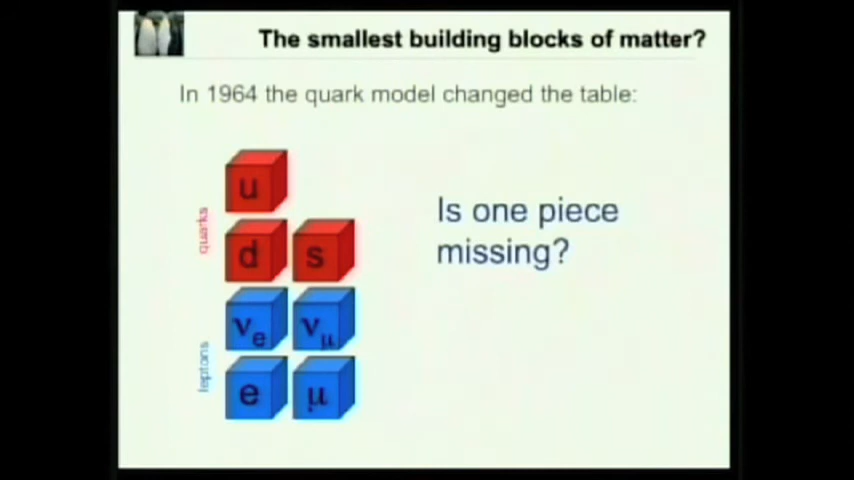 The smallest building blocks of matter?
In 1964 the quark model changed the table:
quarks
u
d s
Is one piece
missing?
leptons
νe νμ
e μ